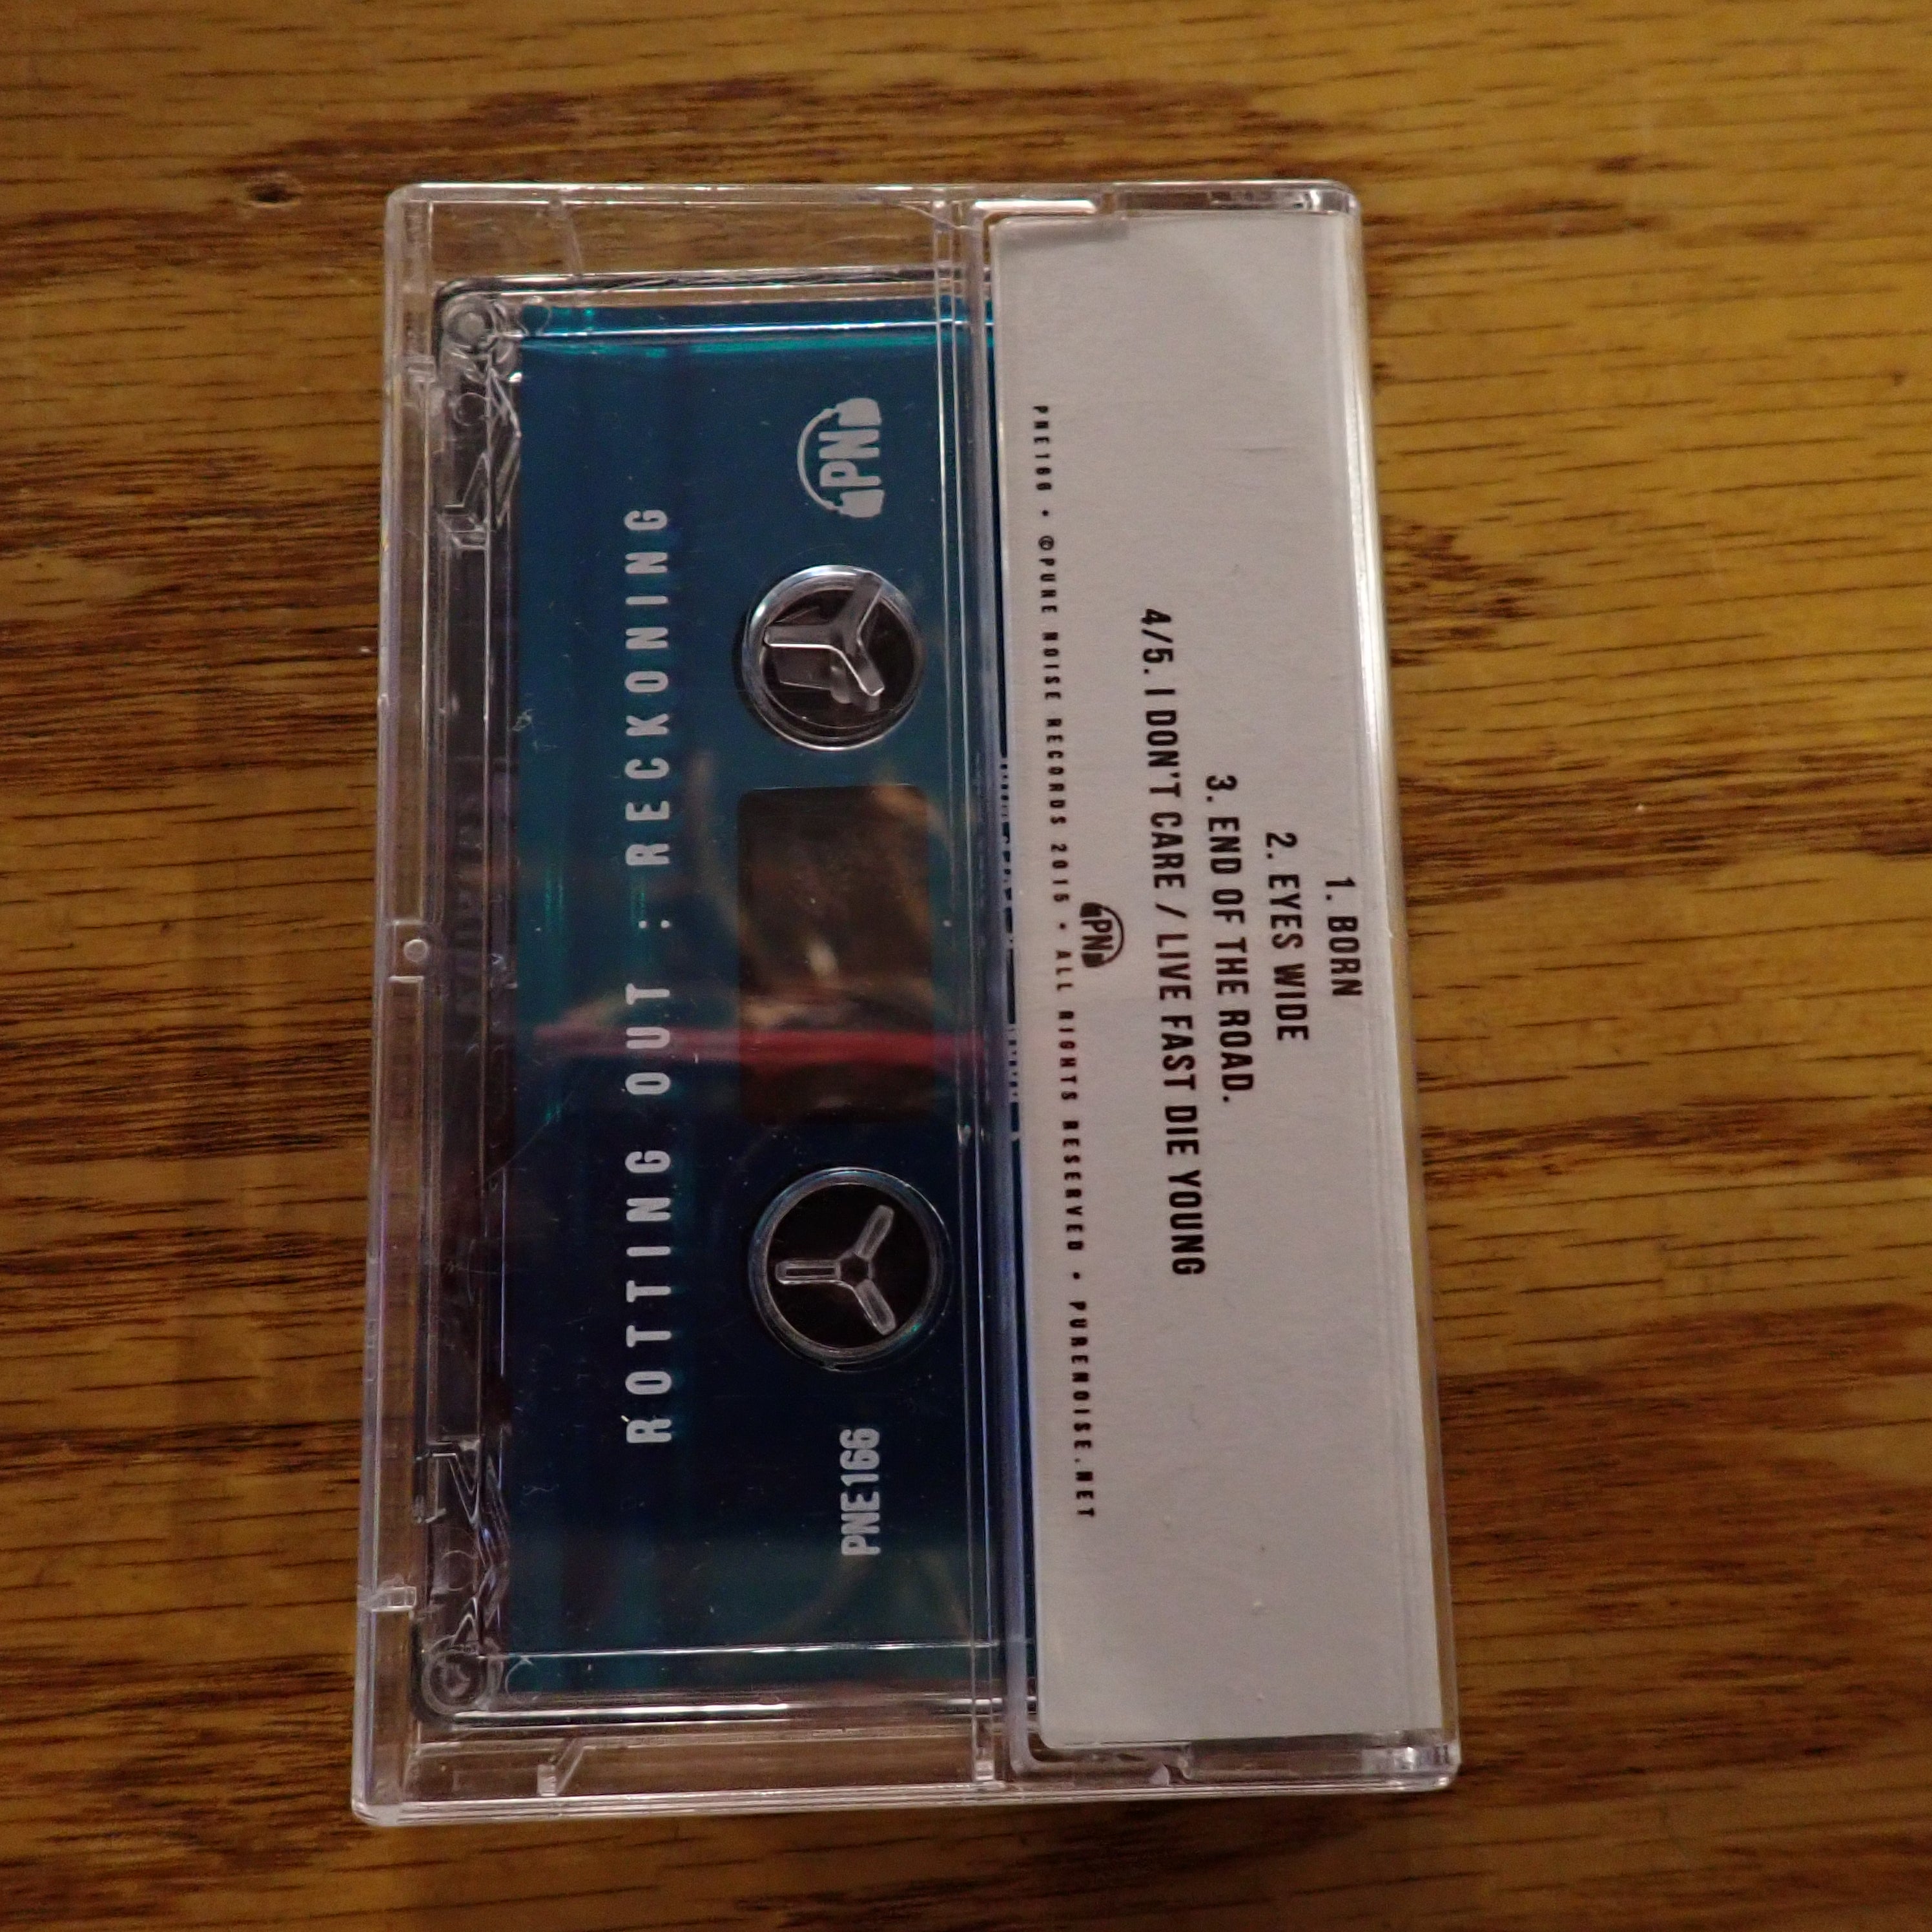 PN
ROTTING OUT : RECKONING
PNE166
1. BORN
2. EYES WIDE
3. END OF THE ROAD.
4/5. I DON'T CARE / LIVE FAST DIE YOUNG
PN
PNE166 • ©PURE NOISE RECORDS 2015 • ALL RIGHTS RESERVED • PURENOISE.NET